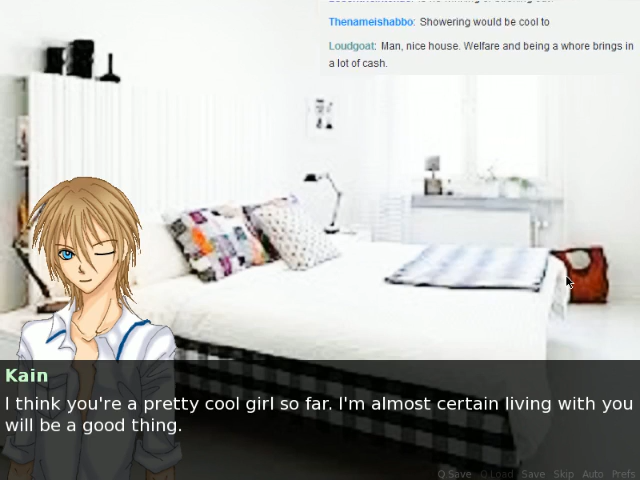 Thenameishabbo: Showering would be cool to
Loudgoat: Man, nice house. Welfare and being a whore brings in
a lot of cash.
Kain
I think you're a pretty cool girl so far. I'm almost certain living with you
will be a good thing.
Q.Save Q.Load Save Skip Auto Prefs